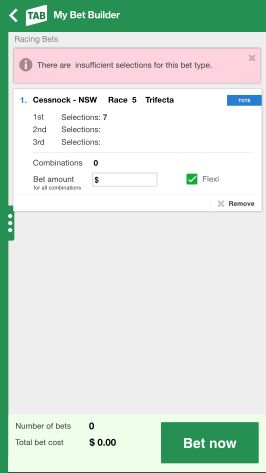 TAB My Bet Builder
Racing Bets
There are insufficient selections for this bet type.
1. Cessnock - NSW Race 5 Trifecta TOTE
1st Selections: 7
2nd Selections:
3rd Selections:
Combinations 0
Bet amount $ Flexi
for all combinations
Remove
Number of bets 0
Total bet cost $ 0.00
Bet now